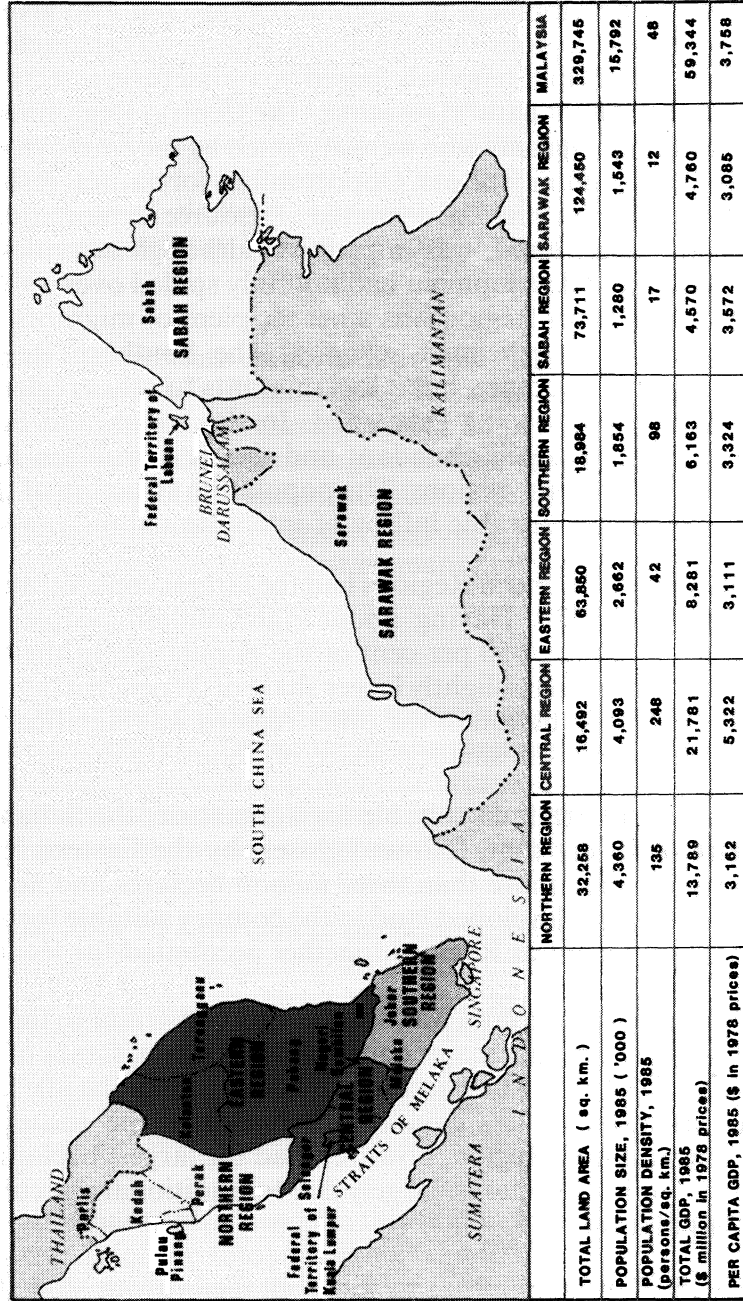 THAILAND
Perlis
Kedah
Pulau
Pinang
Perak
NORTHERN
REGION
Kelantan
Terengganu
EASTERN
REGION
Pahang
Federal
Territory of
Kuala Lumpur
Selangor
CENTRAL
REGION
Negeri
Sembilan
Melaka
Johor
SOUTHERN
REGION
STRAITS OF MELAKA
SINGAPORE
SUMATERA
INDONESIA
SOUTH CHINA SEA
Federal Territory of
Labuan
BRUNEI
DARUSSALAM
Sabah
SABAH REGION
Sarawak
SARAWAK REGION
KALIMANTAN
NORTHERN REGION CENTRAL REGION EASTERN REGION SOUTHERN REGION SABAH REGION SARAWAK REGION MALAYSIA
TOTAL LAND AREA ( sq. km. ) 32,258 16,492 63,850 18,984 73,711 124,450 329,745
POPULATION SIZE, 1985 ( '000 ) 4,360 4,093 2,662 1,854 1,280 1,543 15,792
POPULATION DENSITY, 1985
(persons/sq. km.) 135 248 42 98 17 12 48
TOTAL GDP, 1985
($ million in 1978 prices) 13,789 21,781 8,281 6,163 4,570 4,760 59,344
PER CAPITA GDP, 1985 ($ in 1978 prices) 3,162 5,322 3,111 3,324 3,572 3,085 3,758